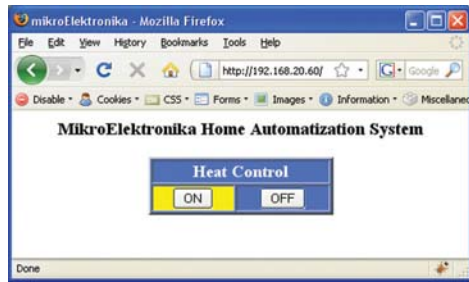 mikroElektronika - Mozilla Firefox
File Edit View History Bookmarks Tools Help
http://192.168.20.60/ G Google
Disable Cookies CSS Forms Images Information Miscellaneo
MikroElektronika Home Automatization System
Heat Control
ON OFF
Done